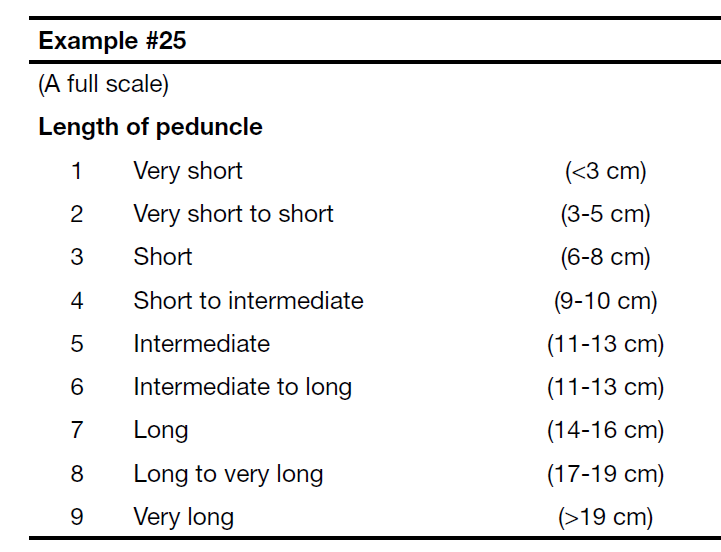 Example #25
(A full scale)
Length of peduncle
1 Very short (<3 cm)
2 Very short to short (3-5 cm)
3 Short (6-8 cm)
4 Short to intermediate (9-10 cm)
5 Intermediate (11-13 cm)
6 Intermediate to long (11-13 cm)
7 Long (14-16 cm)
8 Long to very long (17-19 cm)
9 Very long (>19 cm)